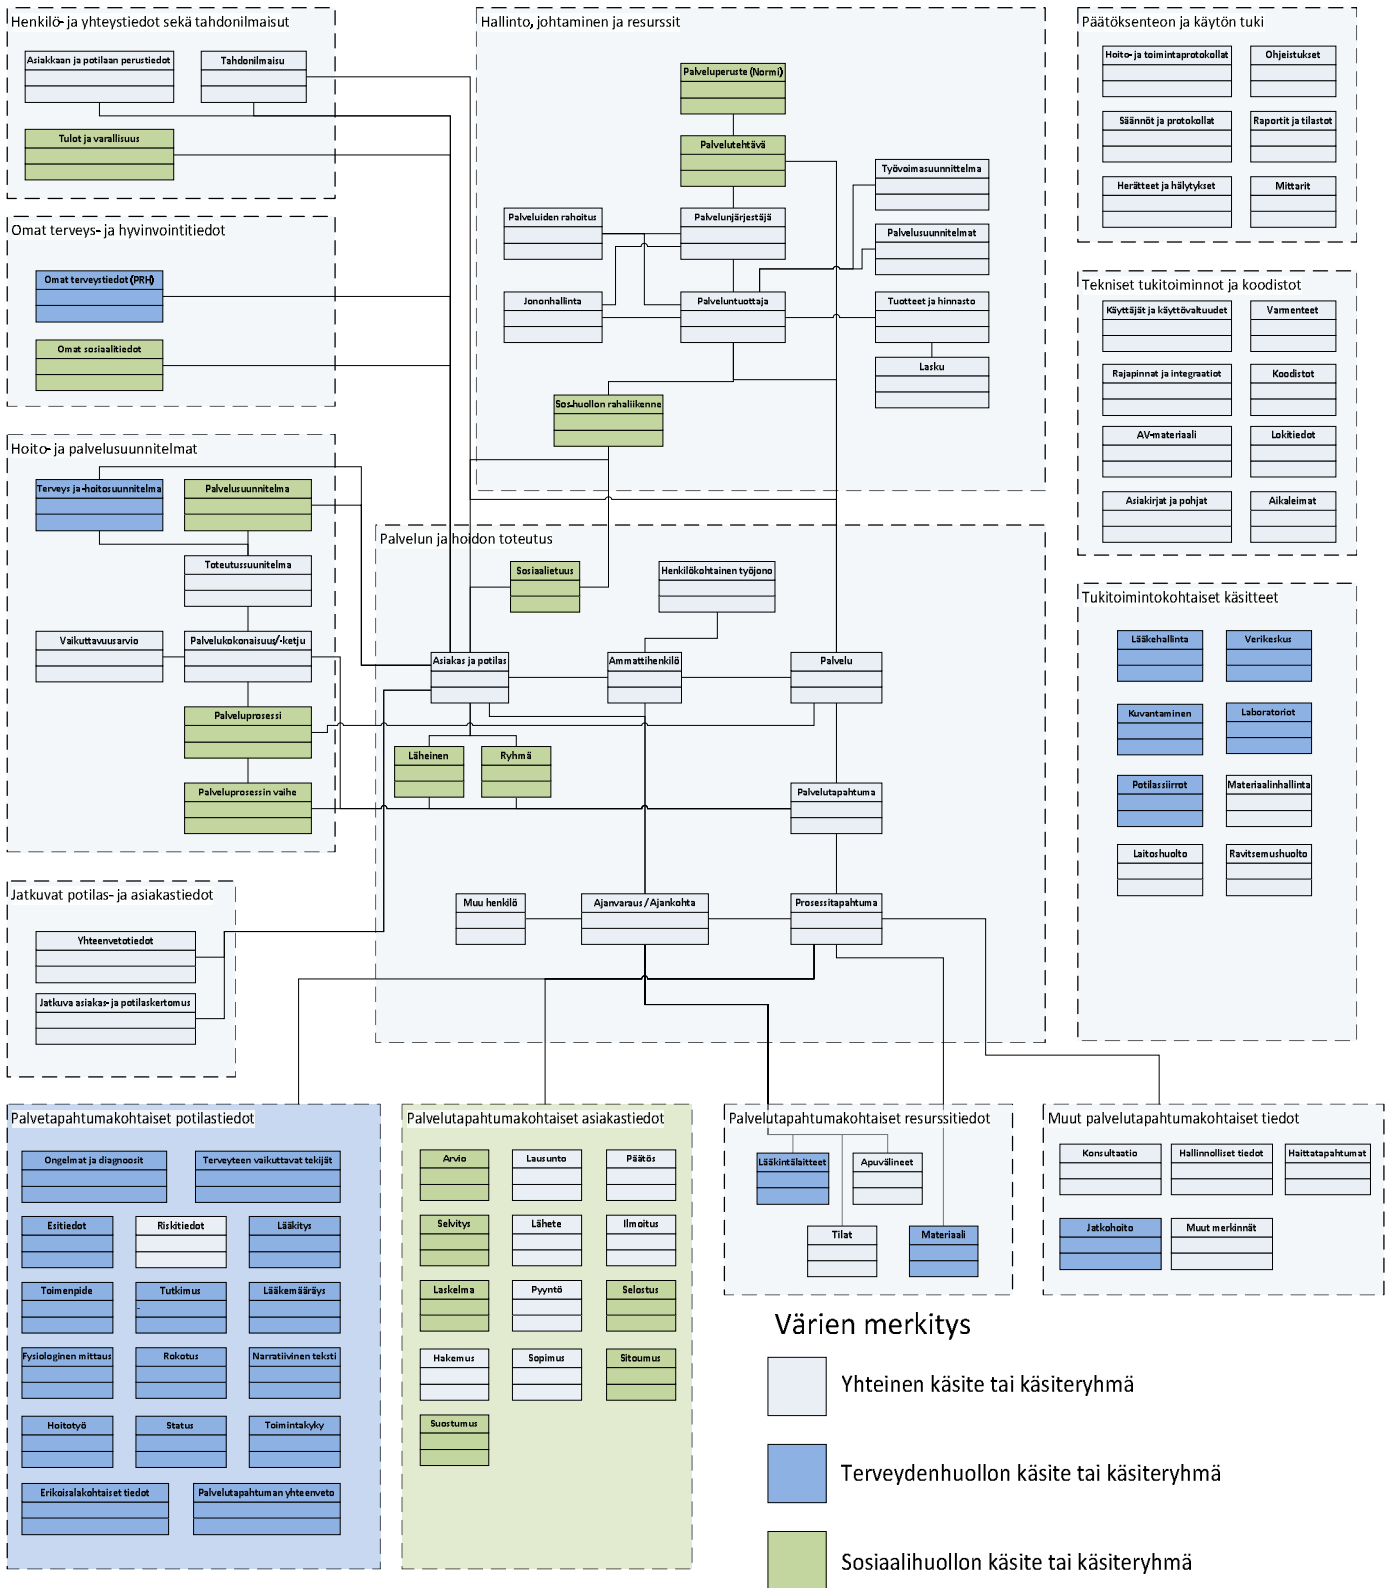 Henkilö- ja yhteystiedot sekä tahdonilmaisut
Asiakkaan ja potilaan perustiedot
Tahdonilmaisu
Tulot ja varallisuus
Omat terveys- ja hyvinvointitiedot
Omat terveystiedot (PRH)
Omat sosiaalitiedot
Hoito- ja palvelusuunnitelmat
Terveys ja -hoitosuunnitelma
Palvelusuunnitelma
Toteutussuunitelma
Vaikuttavuusarvio
Palvelukokonaisuus/-ketju
Palveluprosessi
Palveluprosessin vaihe
Jatkuvat potilas- ja asiakastiedot
Yhteenvetotiedot
Jatkuva asiakas- ja potilaskertomus
Hallinto, johtaminen ja resurssit
Palveluperuste (Normi)
Palvelutehtävä
Työvoimasuunnittelma
Palveluiden rahoitus
Palvelunjärjestäjä
Palvelusuunnitelmat
Jononhallinta
Palveluntuottaja
Tuotteet ja hinnasto
Lasku
Sos-huollon rahaliikenne
Palvelun ja hoidon toteutus
Sosiaalietuus
Henkilökohtainen työjono
Asiakas ja potilas
Ammattihenkilö
Palvelu
Läheinen
Ryhmä
Palvelutapahtuma
Muu henkilö
Ajanvaraus / Ajankohta
Prosessitapahtuma
Päätöksenteon ja käytön tuki
Hoito- ja toimintaprotokollat
Ohjeistukset
Säännöt ja protokollat
Raportit ja tilastot
Herätteet ja hälytykset
Mittarit
Tekniset tukitoiminnot ja koodistot
Käyttäjät ja käyttövaltuudet
Varmenteet
Rajapinnat ja integraatiot
Koodistot
AV-materiaali
Lokitiedot
Asiakirjat ja pohjat
Aikaleimat
Tukitoimintokohtaiset käsitteet
Lääkehallinta
Verikeskus
Kuvantaminen
Laboratoriot
Potilassiirrot
Materiaalinhallinta
Laitoshuolto
Ravitsemushuolto
Palvetapahtumakohtaiset potilastiedot
Ongelmat ja diagnoosit
Terveyteen vaikuttavat tekijät
Esitiedot
Riskitiedot
Lääkitys
Toimenpide
Tutkimus
Lääkemääräys
Fysiologinen mittaus
Rokotus
Narratiivinen teksti
Hoitotyö
Status
Toimintakyky
Erikoisalakohtaiset tiedot
Palvelutapahtuman yhteenveto
Palvelutapahtumakohtaiset asiakastiedot
Arvio
Lausunto
Päätös
Selvitys
Lähete
Ilmoitus
Laskelma
Pyyntö
Selostus
Hakemus
Sopimus
Sitoumus
Suostumus
Palvelutapahtumakohtaiset resurssitiedot
Lääkintälaitteet
Apuvälineet
Tilat
Materiaali
Muut palvelutapahtumakohtaiset tiedot
Konsultaatio
Hallinnolliset tiedot
Haittatapahtumat
Jatkohoito
Muut merkinnät
Värien merkitys
Yhteinen käsite tai käsiteryhmä
Terveydenhuollon käsite tai käsiteryhmä
Sosiaalihuollon käsite tai käsiteryhmä